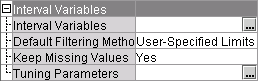 Interval Variables
Interval Variables ...
Default Filtering Metho User-Specified Limits
Keep Missing Values Yes
Tuning Parameters ...